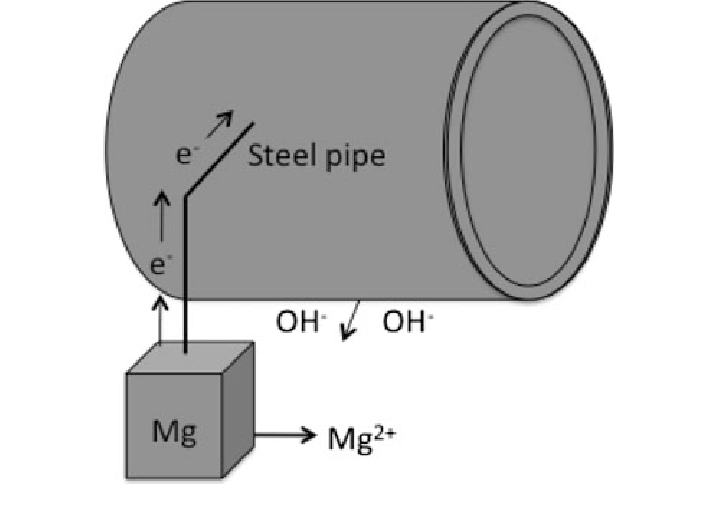 e⁻
Steel pipe
e⁻
OH⁻ OH⁻
Mg
Mg²⁺